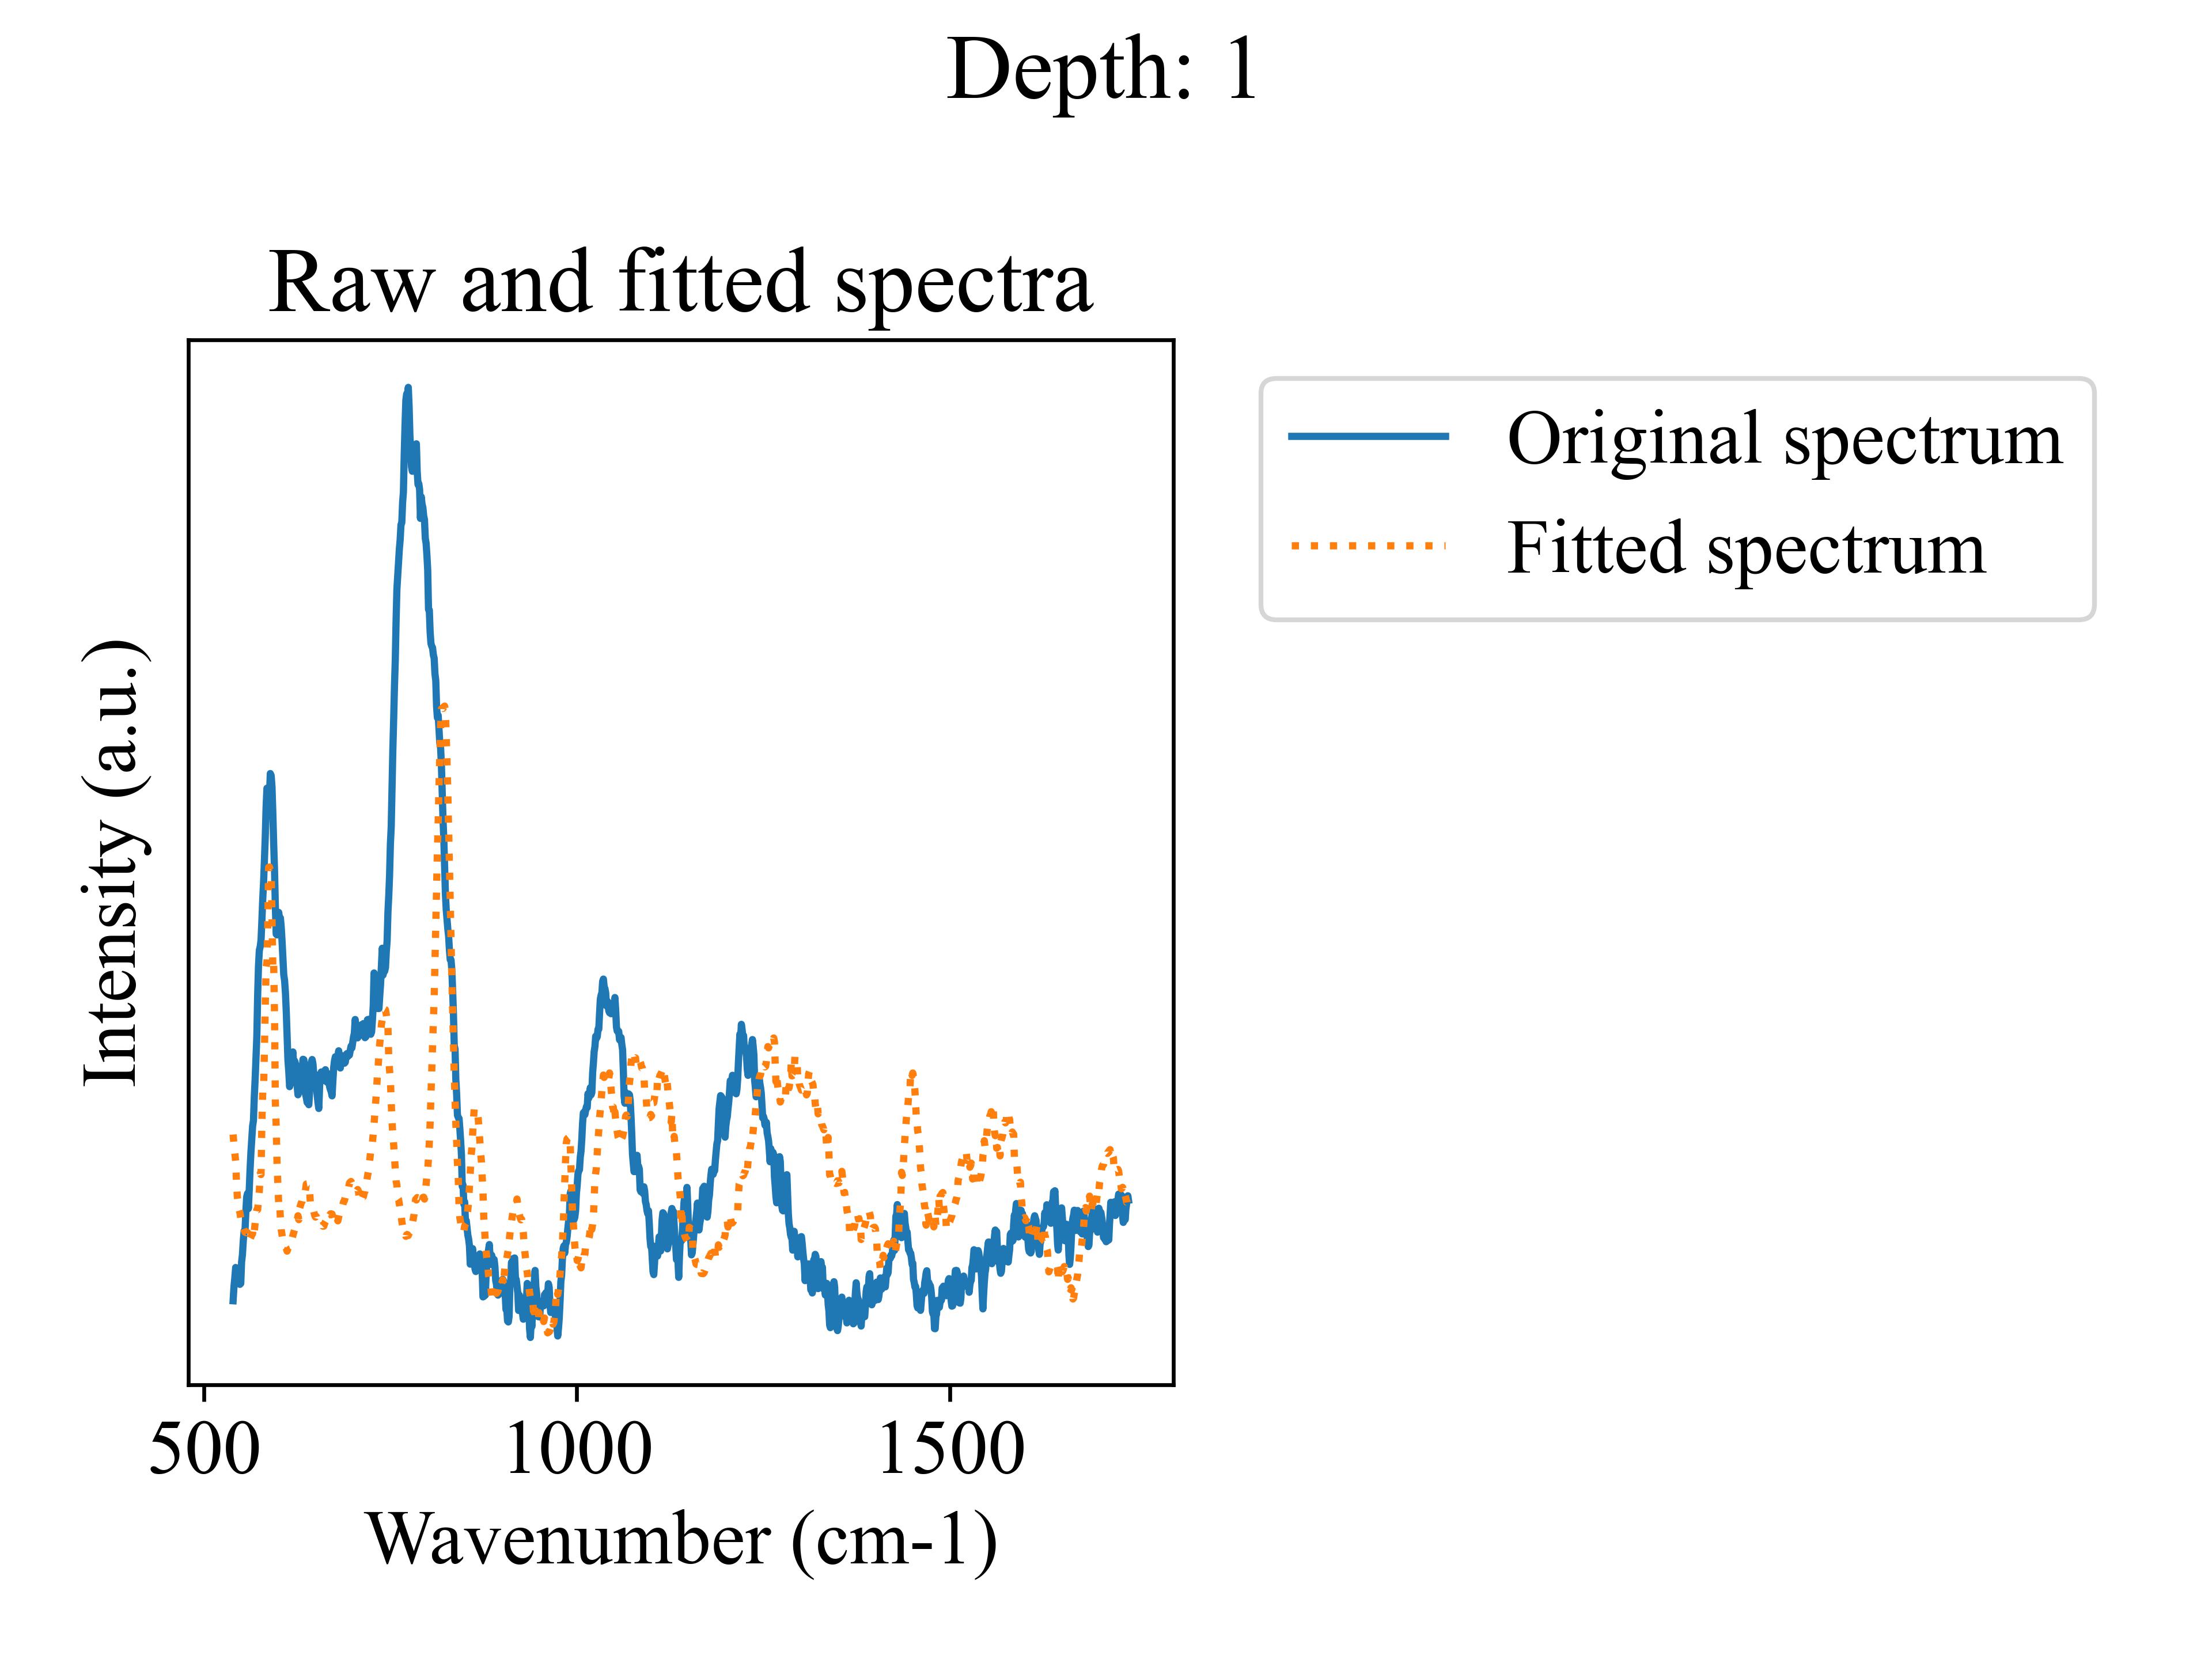 Depth: 1
Raw and fitted spectra
Original spectrum
Fitted spectrum
Intensity (a.u.)
500 1000 1500
Wavenumber (cm-1)